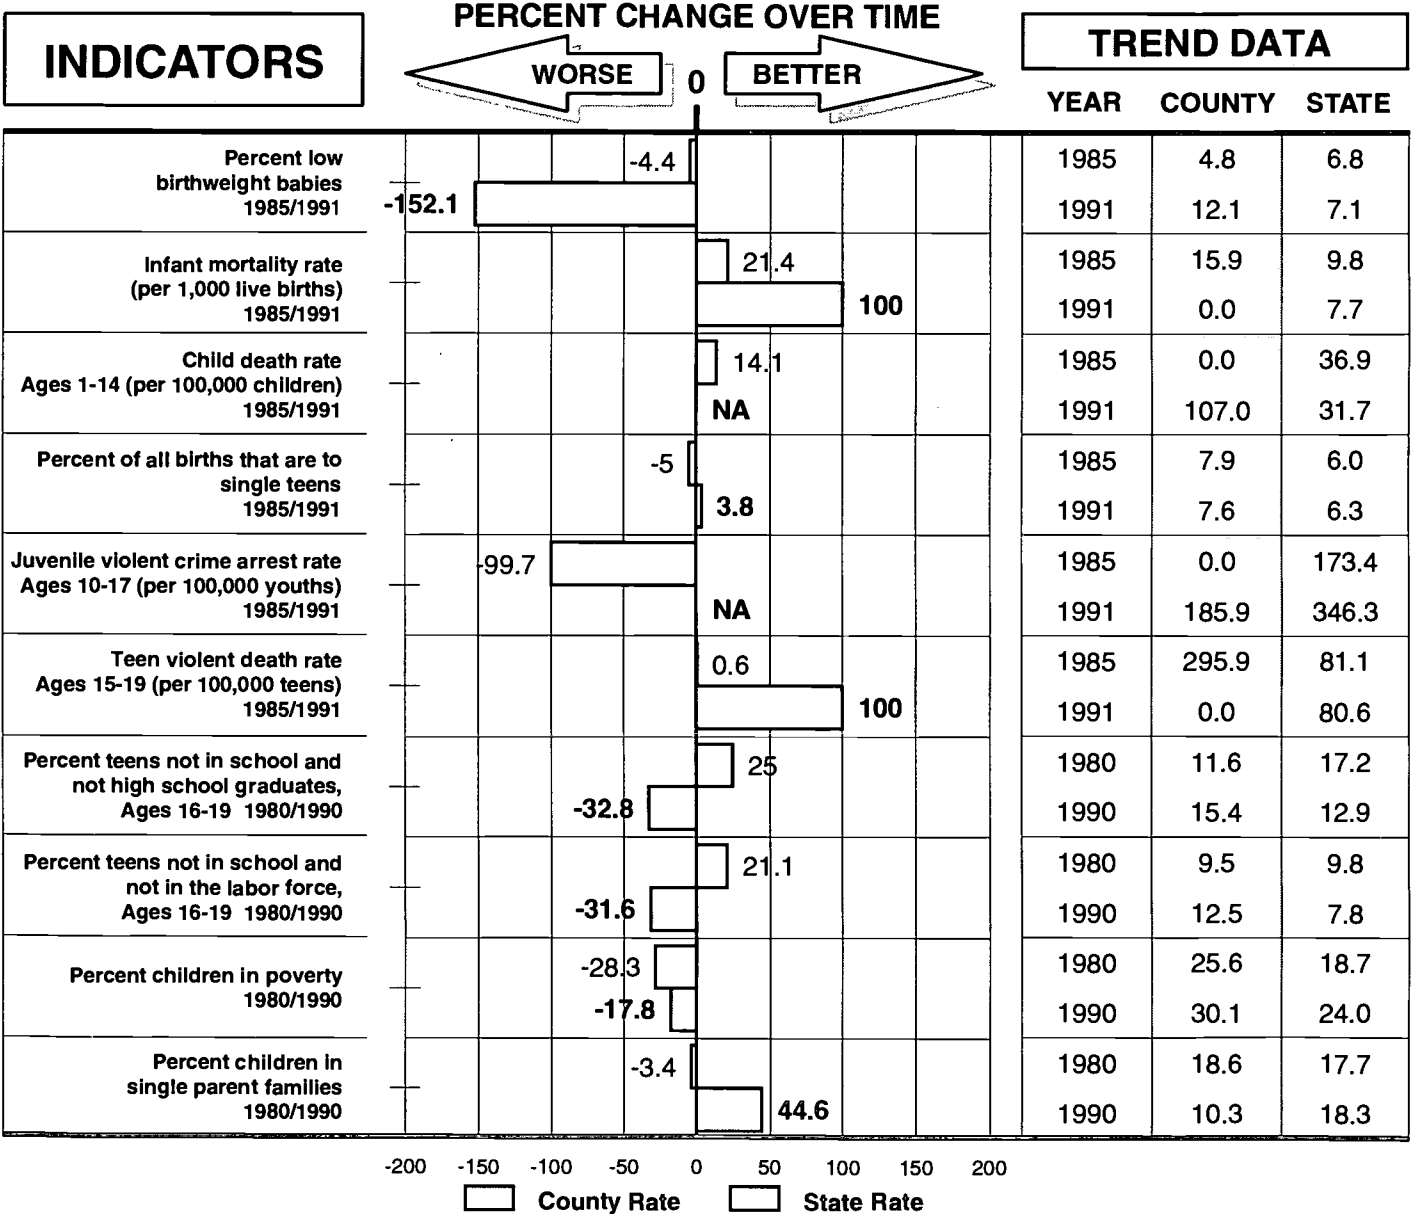 PERCENT CHANGE OVER TIME
INDICATORS
WORSE
0
BETTER
TREND DATA
YEAR COUNTY STATE
Percent low
birthweight babies
1985/1991
-4.4
-152.1
1985 4.8 6.8
1991 12.1 7.1
Infant mortality rate
(per 1,000 live births)
1985/1991
21.4
100
1985 15.9 9.8
1991 0.0 7.7
Child death rate
Ages 1-14 (per 100,000 children)
1985/1991
14.1
NA
1985 0.0 36.9
1991 107.0 31.7
Percent of all births that are to
single teens
1985/1991
-5
3.8
1985 7.9 6.0
1991 7.6 6.3
Juvenile violent crime arrest rate
Ages 10-17 (per 100,000 youths)
1985/1991
-99.7
NA
1985 0.0 173.4
1991 185.9 346.3
Teen violent death rate
Ages 15-19 (per 100,000 teens)
1985/1991
0.6
100
1985 295.9 81.1
1991 0.0 80.6
Percent teens not in school and
not high school graduates,
Ages 16-19 1980/1990
25
-32.8
1980 11.6 17.2
1990 15.4 12.9
Percent teens not in school and
not in the labor force,
Ages 16-19 1980/1990
21.1
-31.6
1980 9.5 9.8
1990 12.5 7.8
Percent children in poverty
1980/1990
-28.3
-17.8
1980 25.6 18.7
1990 30.1 24.0
Percent children in
single parent families
1980/1990
-3.4
44.6
1980 18.6 17.7
1990 10.3 18.3
-200 -150 -100 -50 0 50 100 150 200
County Rate State Rate